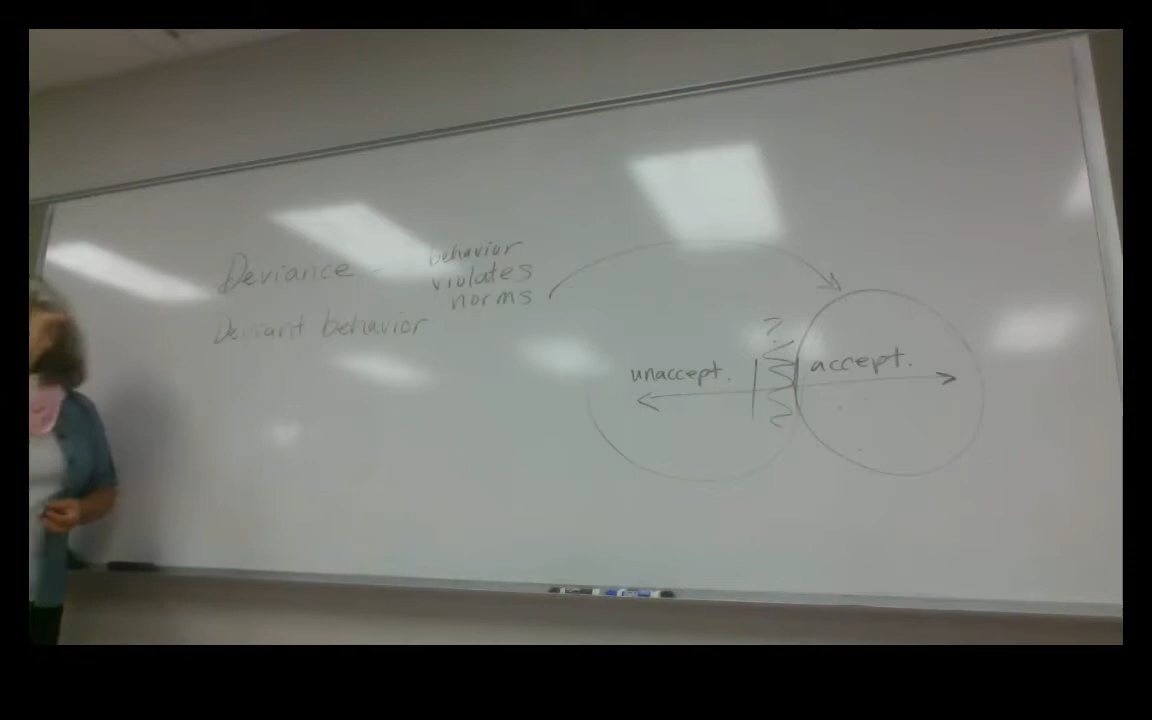 Deviance - behavior
violates
norms
Deviant behavior
?
unaccept. accept.